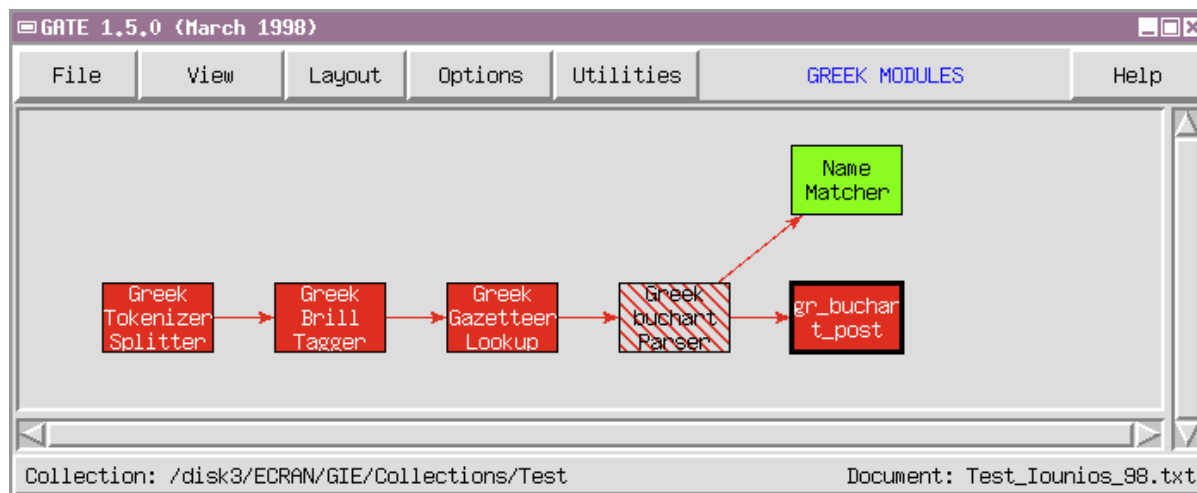 GATE 1.5.0 (March 1998)
File View Layout Options Utilities GREEK MODULES Help
Name
Matcher
Greek
Tokenizer
Splitter
Greek
Brill
Tagger
Greek
Gazetteer
Lookup
Greek
buchart
Parser
gr_buchar
t_post
Collection: /disk3/ECRAN/GIE/Collections/Test Document: Test_Iounios_98.txt